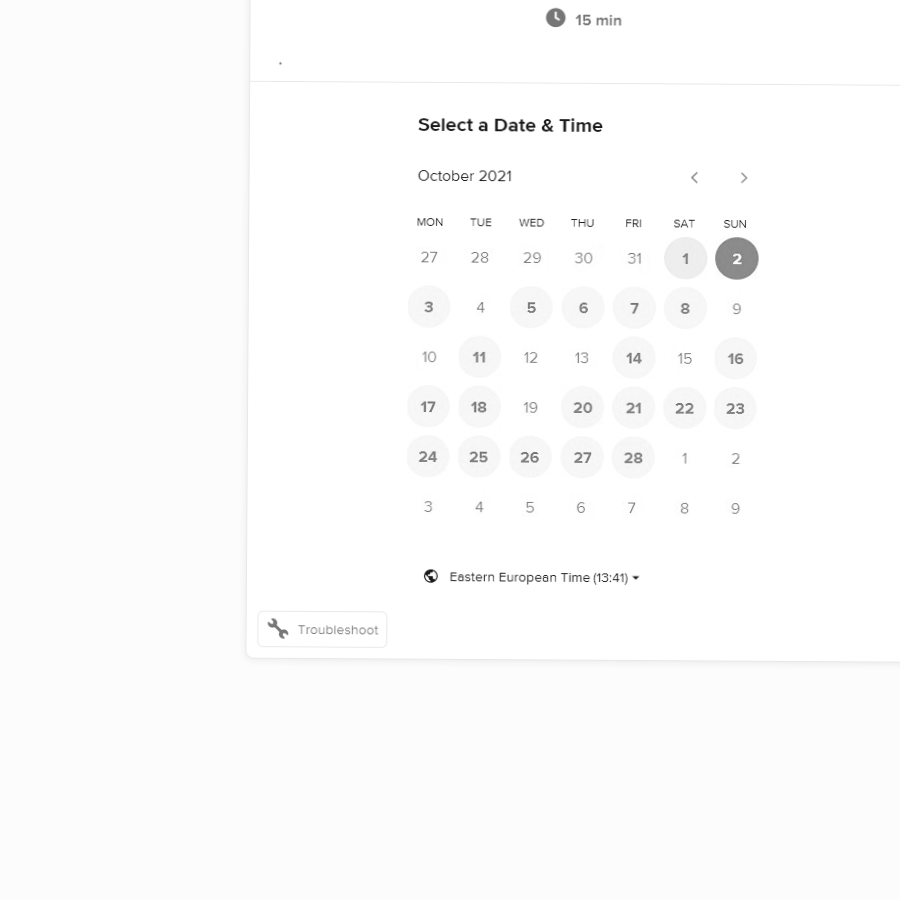 15 min
.
Select a Date & Time
October 2021
MON TUE WED THU FRI SAT SUN
27 28 29 30 31 1 2
3 4 5 6 7 8 9
10 11 12 13 14 15 16
17 18 19 20 21 22 23
24 25 26 27 28 1 2
3 4 5 6 7 8 9
Eastern European Time (13:41)
Troubleshoot